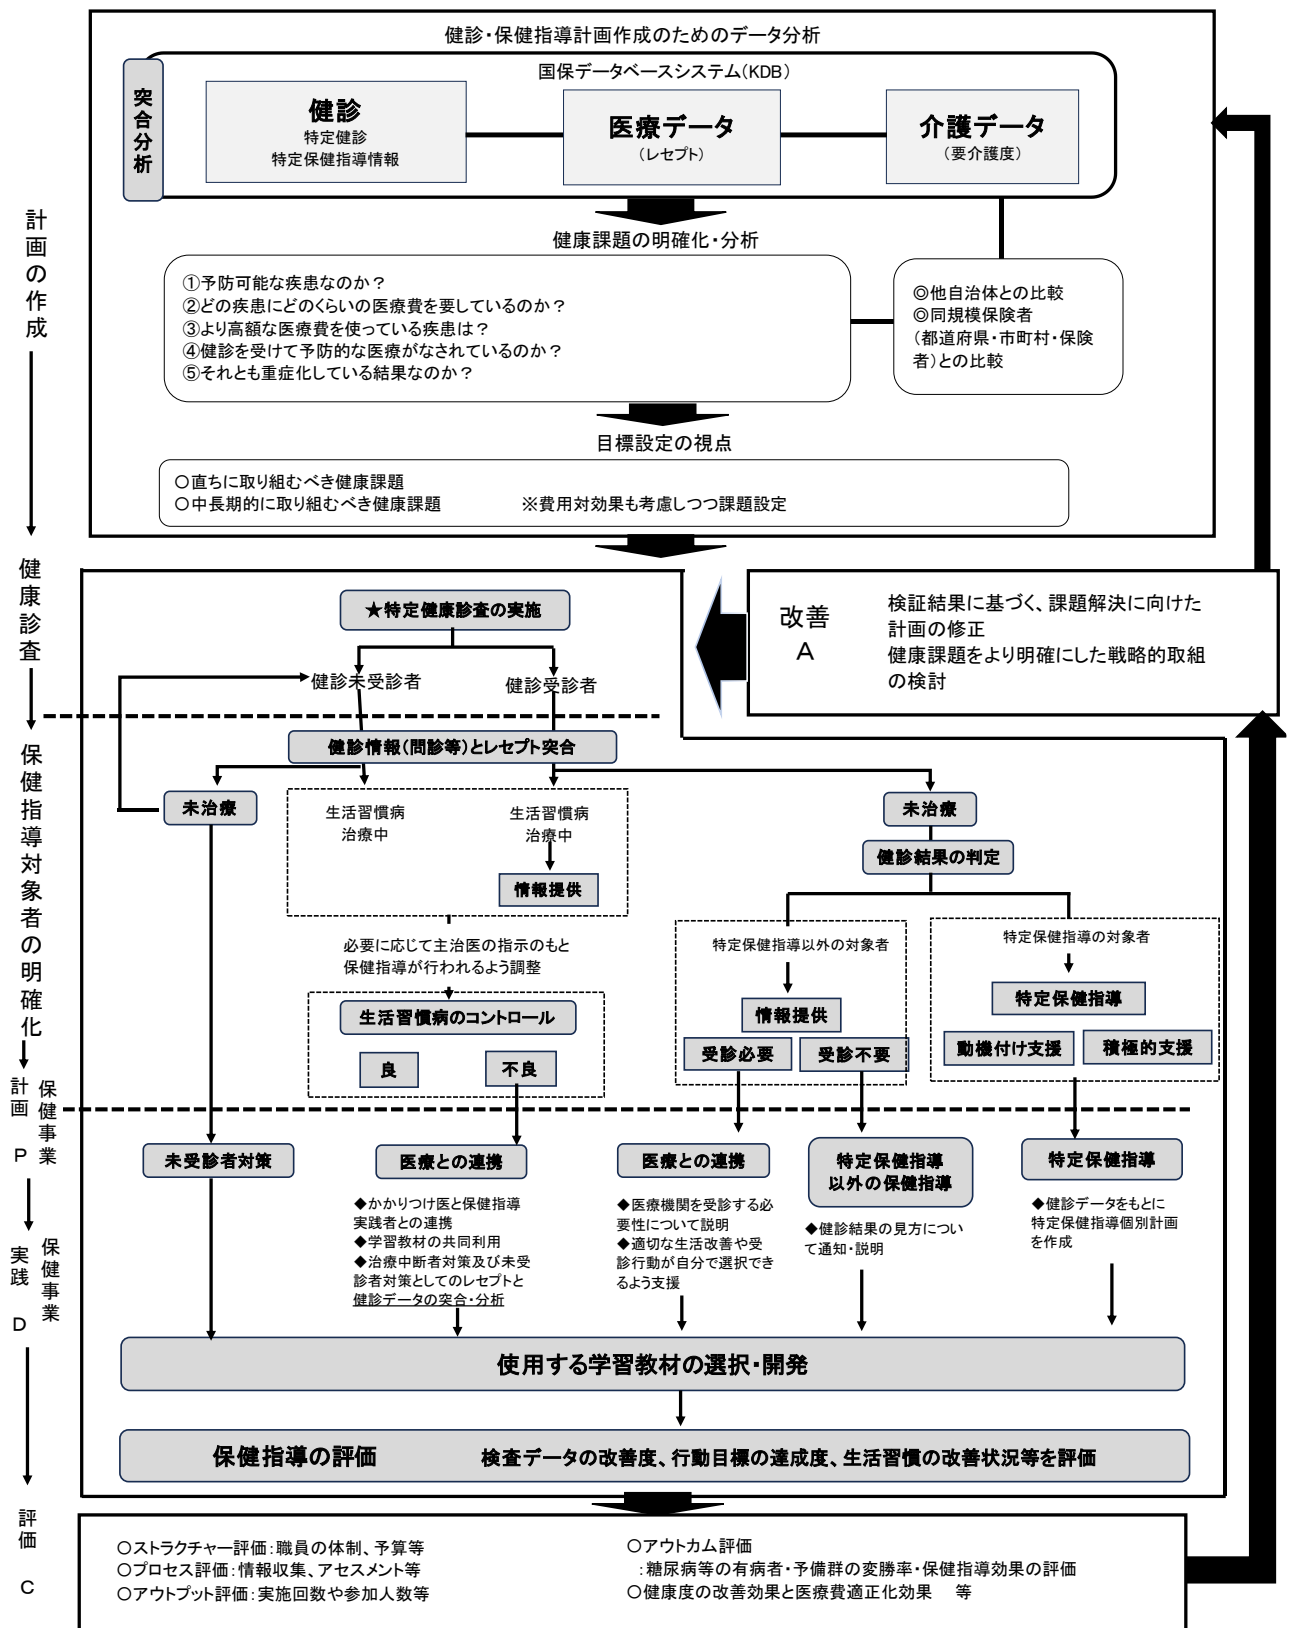 健診・保健指導計画作成のためのデータ分析
国保データベースシステム(KDB)
突合分析
健診
特定健診
特定保健指導情報
医療データ
(レセプト)
介護データ
(要介護度)
計画の作成
健康課題の明確化・分析
①予防可能な疾患なのか？
②どの疾患にどのくらいの医療費を要しているのか？
③より高額な医療費を使っている疾患は？
④健診を受けて予防的な医療がなされているのか？
⑤それとも重症化している結果なのか？
◎他自治体との比較
◎同規模保険者
(都道府県・市町村・保険
者)との比較
目標設定の視点
○直ちに取り組むべき健康課題
○中長期的に取り組むべき健康課題　※費用対効果も考慮しつつ課題設定
健康診査
★特定健康診査の実施
改善
A
検証結果に基づく、課題解決に向けた
計画の修正
健康課題をより明確にした戦略的取組
の検討
健診未受診者
健診受診者
保健指導対象者の明確化
健診情報(問診等)とレセプト突合
未治療
生活習慣病
治療中
生活習慣病
治療中
情報提供
未治療
健診結果の判定
必要に応じて主治医の指示のもと
保健指導が行われるよう調整
特定保健指導以外の対象者
特定保健指導の対象者
生活習慣病のコントロール
良
不良
情報提供
受診必要
受診不要
特定保健指導
動機付け支援
積極的支援
保健事業
計画 P
未受診者対策
医療との連携
医療との連携
特定保健指導
以外の保健指導
特定保健指導
◆かかりつけ医と保健指導
実践者との連携
◆学習教材の共同利用
◆治療中断者対策及び未受
診者対策としてのレセプトと
健診データの突合・分析
◆医療機関を受診する必
要性について説明
◆適切な生活改善や受
診行動が自分で選択でき
るよう支援
◆健診結果の見方につい
て通知・説明
◆健診データをもとに
特定保健指導個別計画
を作成
保健事業
実践 D
使用する学習教材の選択・開発
保健指導の評価　検査データの改善度、行動目標の達成度、生活習慣の改善状況等を評価
評価 C
○ストラクチャー評価：職員の体制、予算等
○プロセス評価：情報収集、アセスメント等
○アウトプット評価：実施回数や参加人数等
○アウトカム評価
：糖尿病等の有病者・予備群の変勝率・保健指導効果の評価
○健康度の改善効果と医療費適正化効果　等